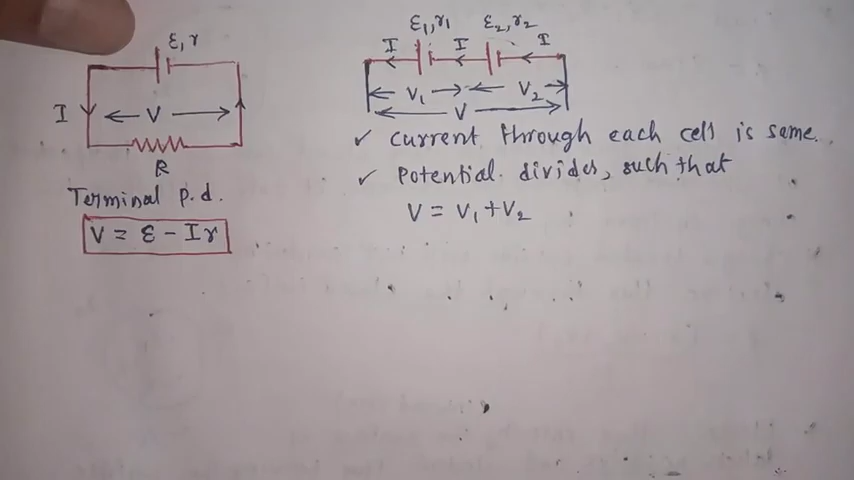 ε, r
I
V
R
Terminal p.d.
V = ε - Ir
ε₁, r₁ ε₂, r₂
I I I
V₁ V₂
V
✓ Current through each cell is same.
✓ Potential divides, such that
V = V₁ + V₂